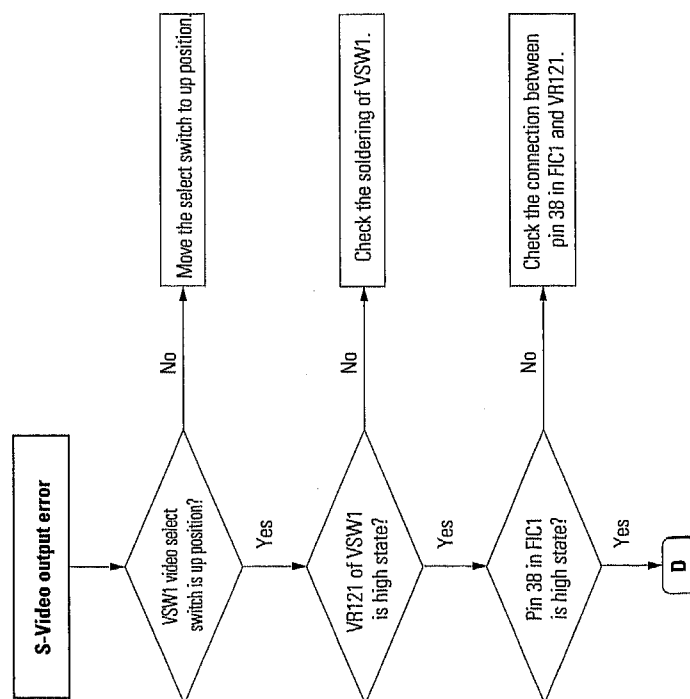 S-Video output error
VSW1 video select
switch is up position?
No
Move the select switch to up position.
Yes
VR121 of VSW1
is high state?
No
Check the soldering of VSW1.
Yes
Pin 38 in FIC1
is high state?
No
Check the connection between
pin 38 in FIC1 and VR121.
Yes
D